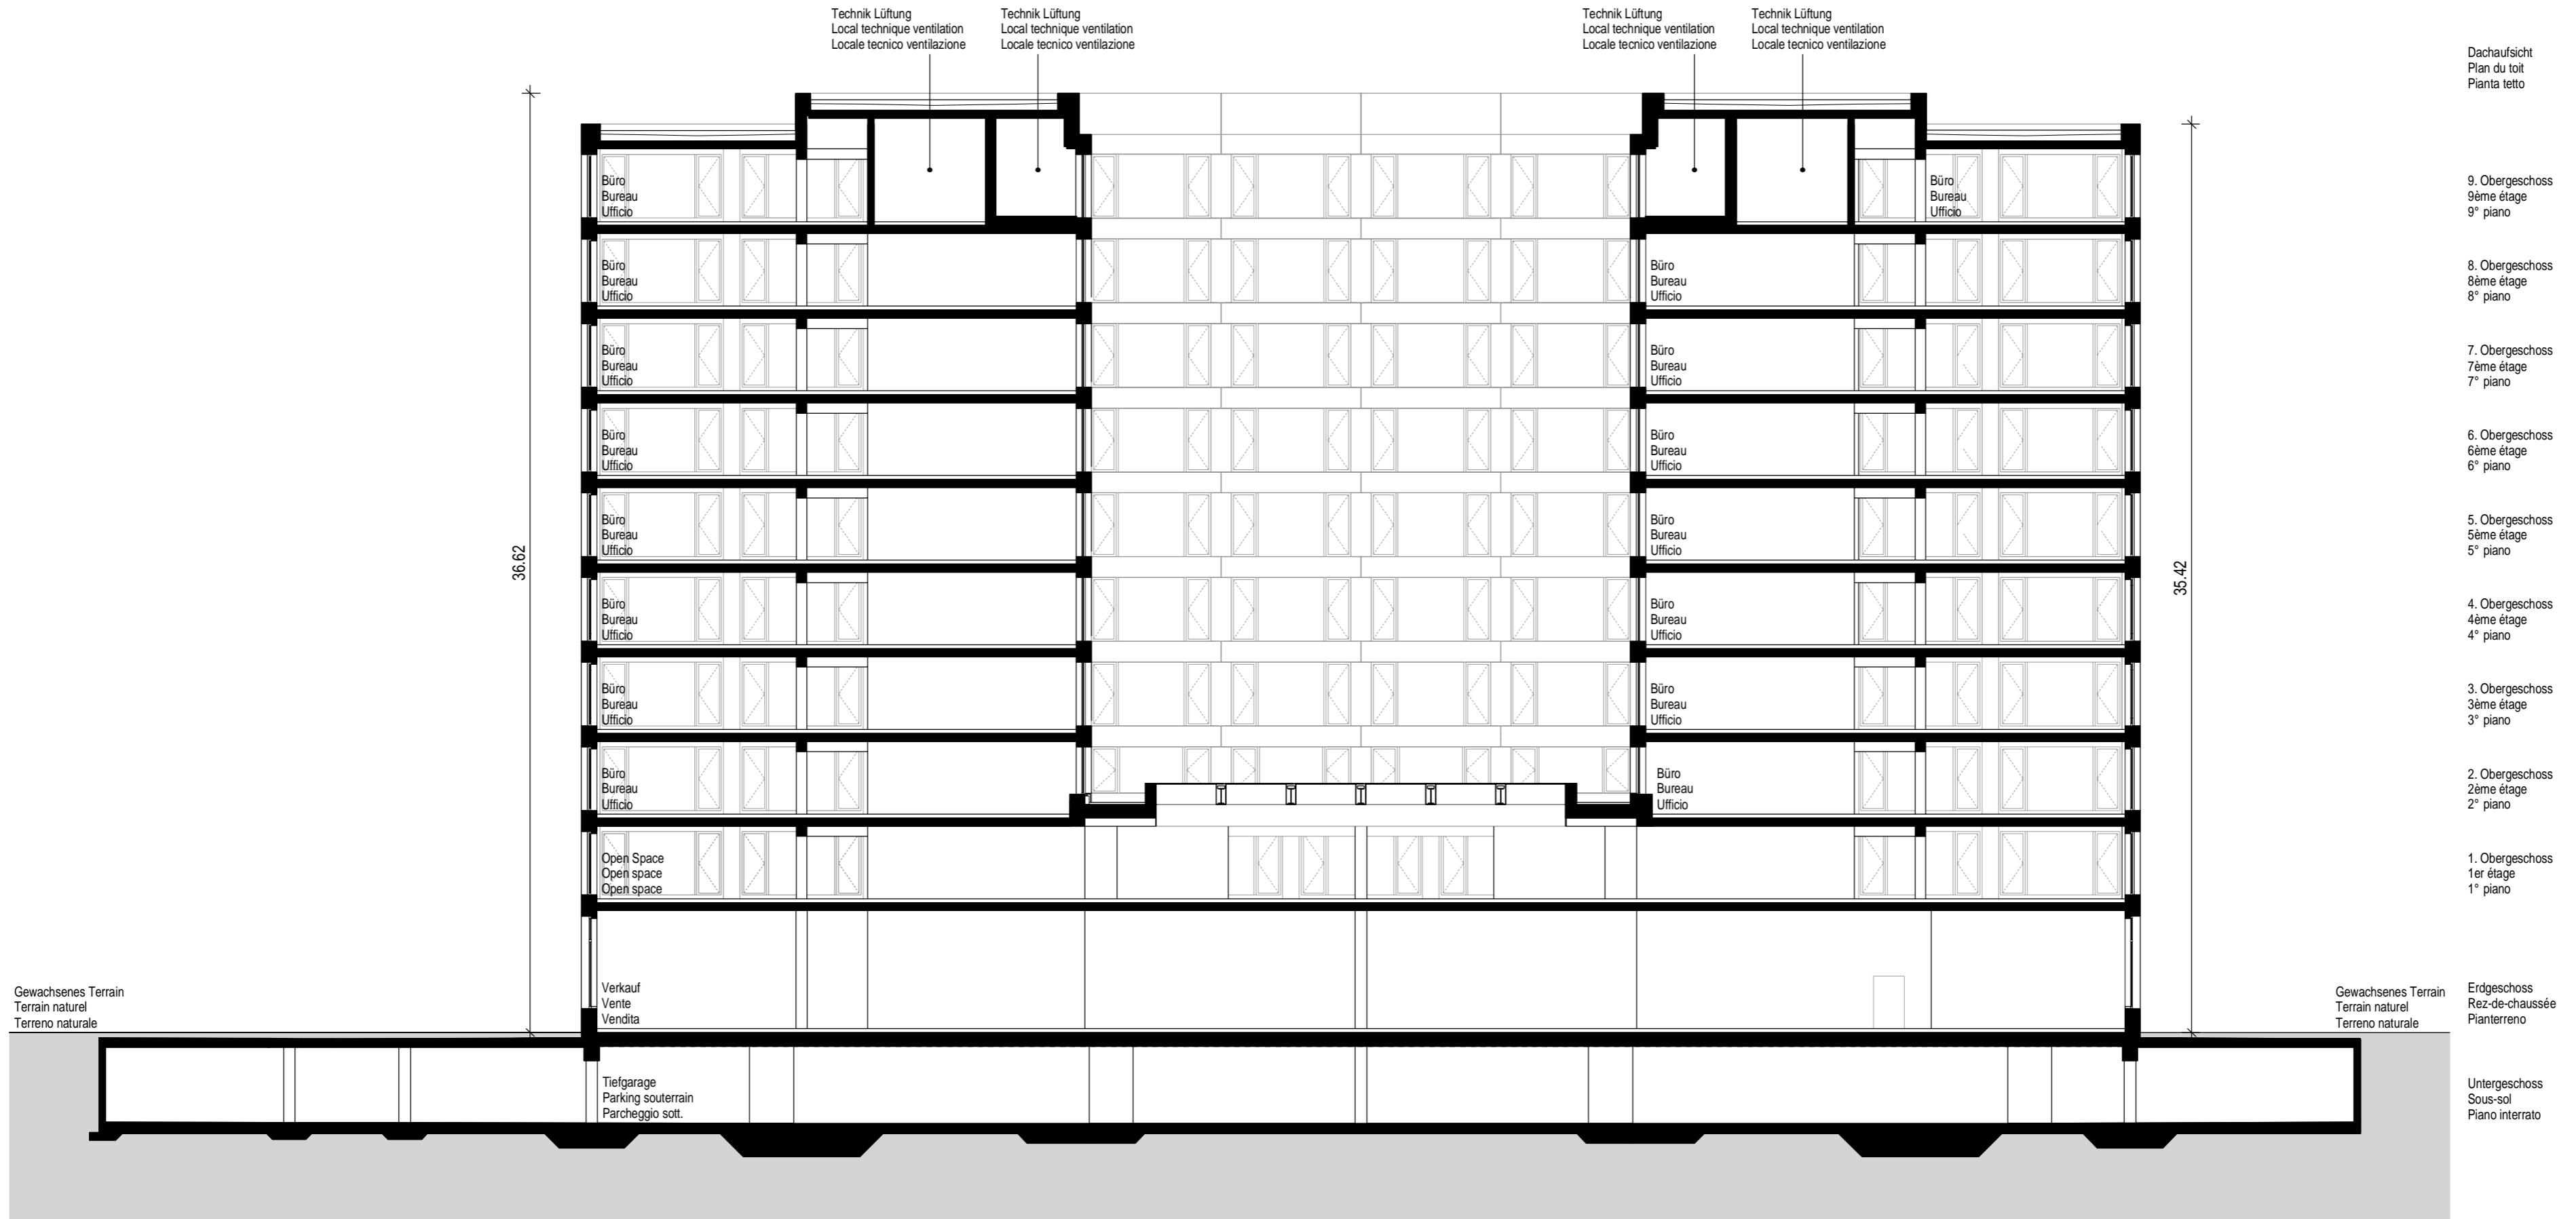 Technik Lüftung
Local technique ventilation
Locale tecnico ventilazione
Technik Lüftung
Local technique ventilation
Locale tecnico ventilazione
Technik Lüftung
Local technique ventilation
Locale tecnico ventilazione
Technik Lüftung
Local technique ventilation
Locale tecnico ventilazione
Dachaufsicht
Plan du toit
Pianta tetto
Büro
Bureau
Ufficio
Büro
Bureau
Ufficio
9. Obergeschoss
9ème étage
9° piano
Büro
Bureau
Ufficio
Büro
Bureau
Ufficio
8. Obergeschoss
8ème étage
8° piano
Büro
Bureau
Ufficio
Büro
Bureau
Ufficio
7. Obergeschoss
7ème étage
7° piano
Büro
Bureau
Ufficio
Büro
Bureau
Ufficio
6. Obergeschoss
6ème étage
6° piano
36.62
Büro
Bureau
Ufficio
Büro
Bureau
Ufficio
35.42
5. Obergeschoss
5ème étage
5° piano
Büro
Bureau
Ufficio
Büro
Bureau
Ufficio
4. Obergeschoss
4ème étage
4° piano
Büro
Bureau
Ufficio
Büro
Bureau
Ufficio
3. Obergeschoss
3ème étage
3° piano
Büro
Bureau
Ufficio
Büro
Bureau
Ufficio
2. Obergeschoss
2ème étage
2° piano
Open Space
Open space
Open space
1. Obergeschoss
1er étage
1° piano
Gewachsenes Terrain
Terrain naturel
Terreno naturale
Verkauf
Vente
Vendita
Gewachsenes Terrain
Terrain naturel
Terreno naturale
Erdgeschoss
Rez-de-chaussée
Pianterreno
Tiefgarage
Parking souterrain
Parcheggio sott.
Untergeschoss
Sous-sol
Piano interrato